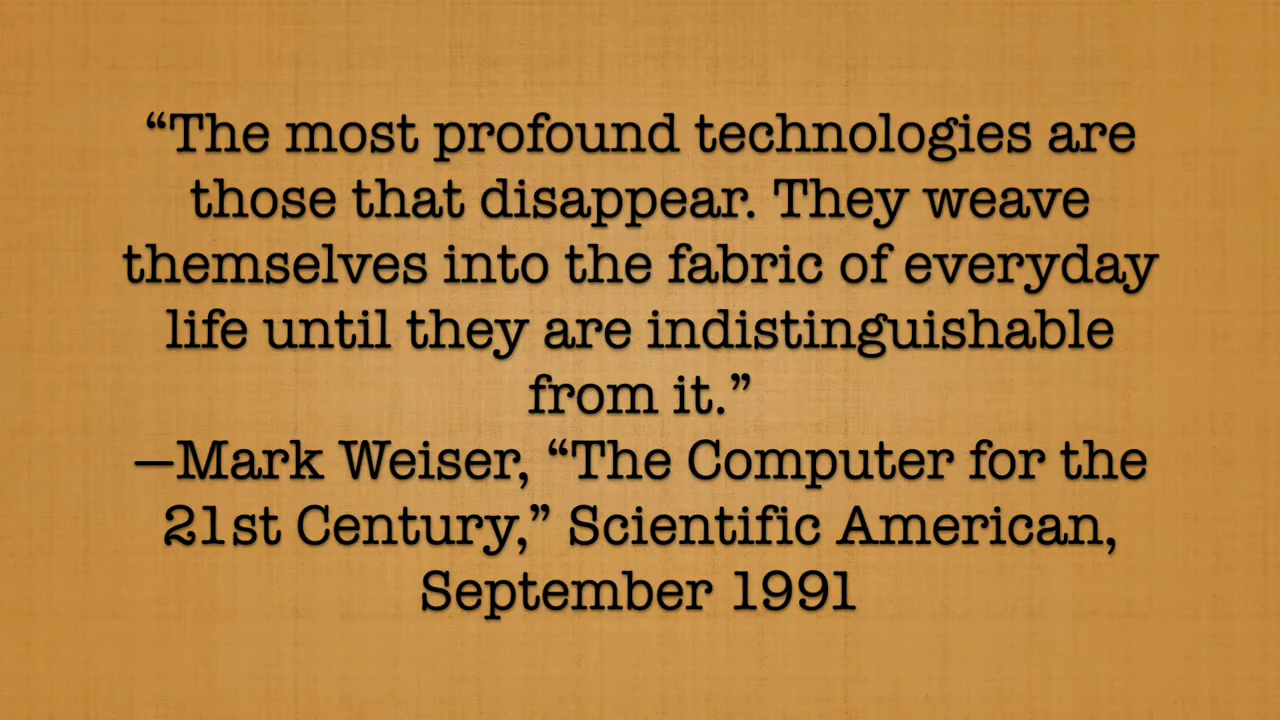 “The most profound technologies are
those that disappear. They weave
themselves into the fabric of everyday
life until they are indistinguishable
from it.”
—Mark Weiser, “The Computer for the
21st Century,” Scientific American,
September 1991